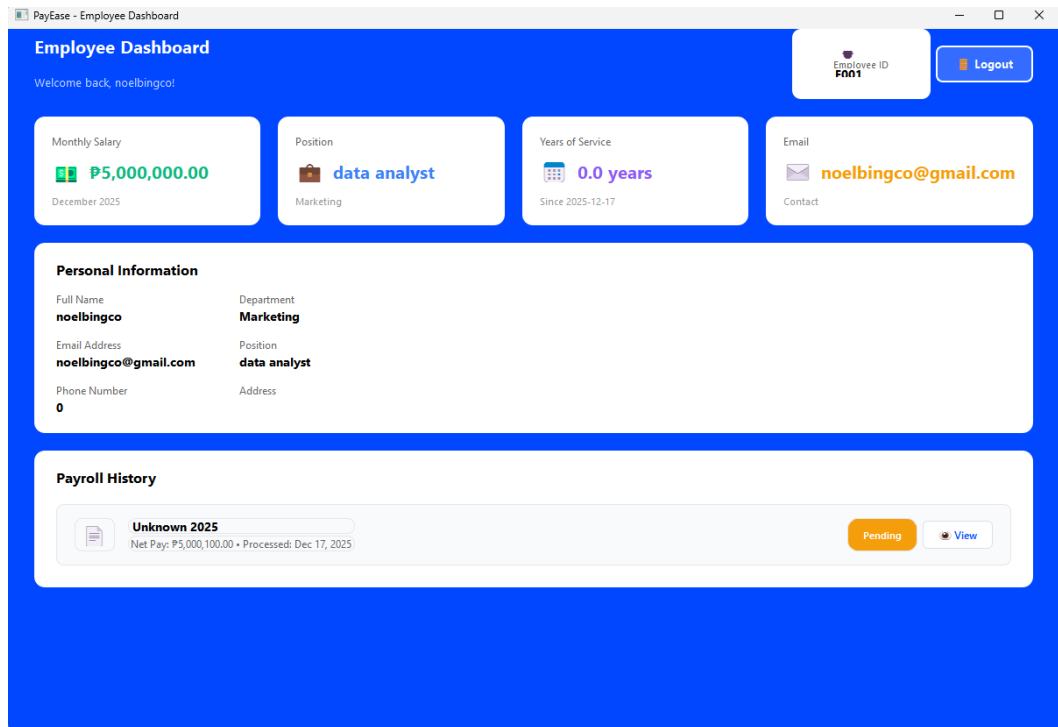 PayEase - Employee Dashboard
Employee Dashboard
Welcome back, noelbingco!
Employee ID
E001
Logout
Monthly Salary
₱5,000,000.00
December 2025
Position
data analyst
Marketing
Years of Service
0.0 years
Since 2025-12-17
Email
noelbingco@gmail.com
Contact
Personal Information
Full Name
noelbingco
Department
Marketing
Email Address
noelbingco@gmail.com
Position
data analyst
Phone Number
0
Address
Payroll History
Unknown 2025
Net Pay: ₱5,000,100.00 • Processed: Dec 17, 2025
Pending
View